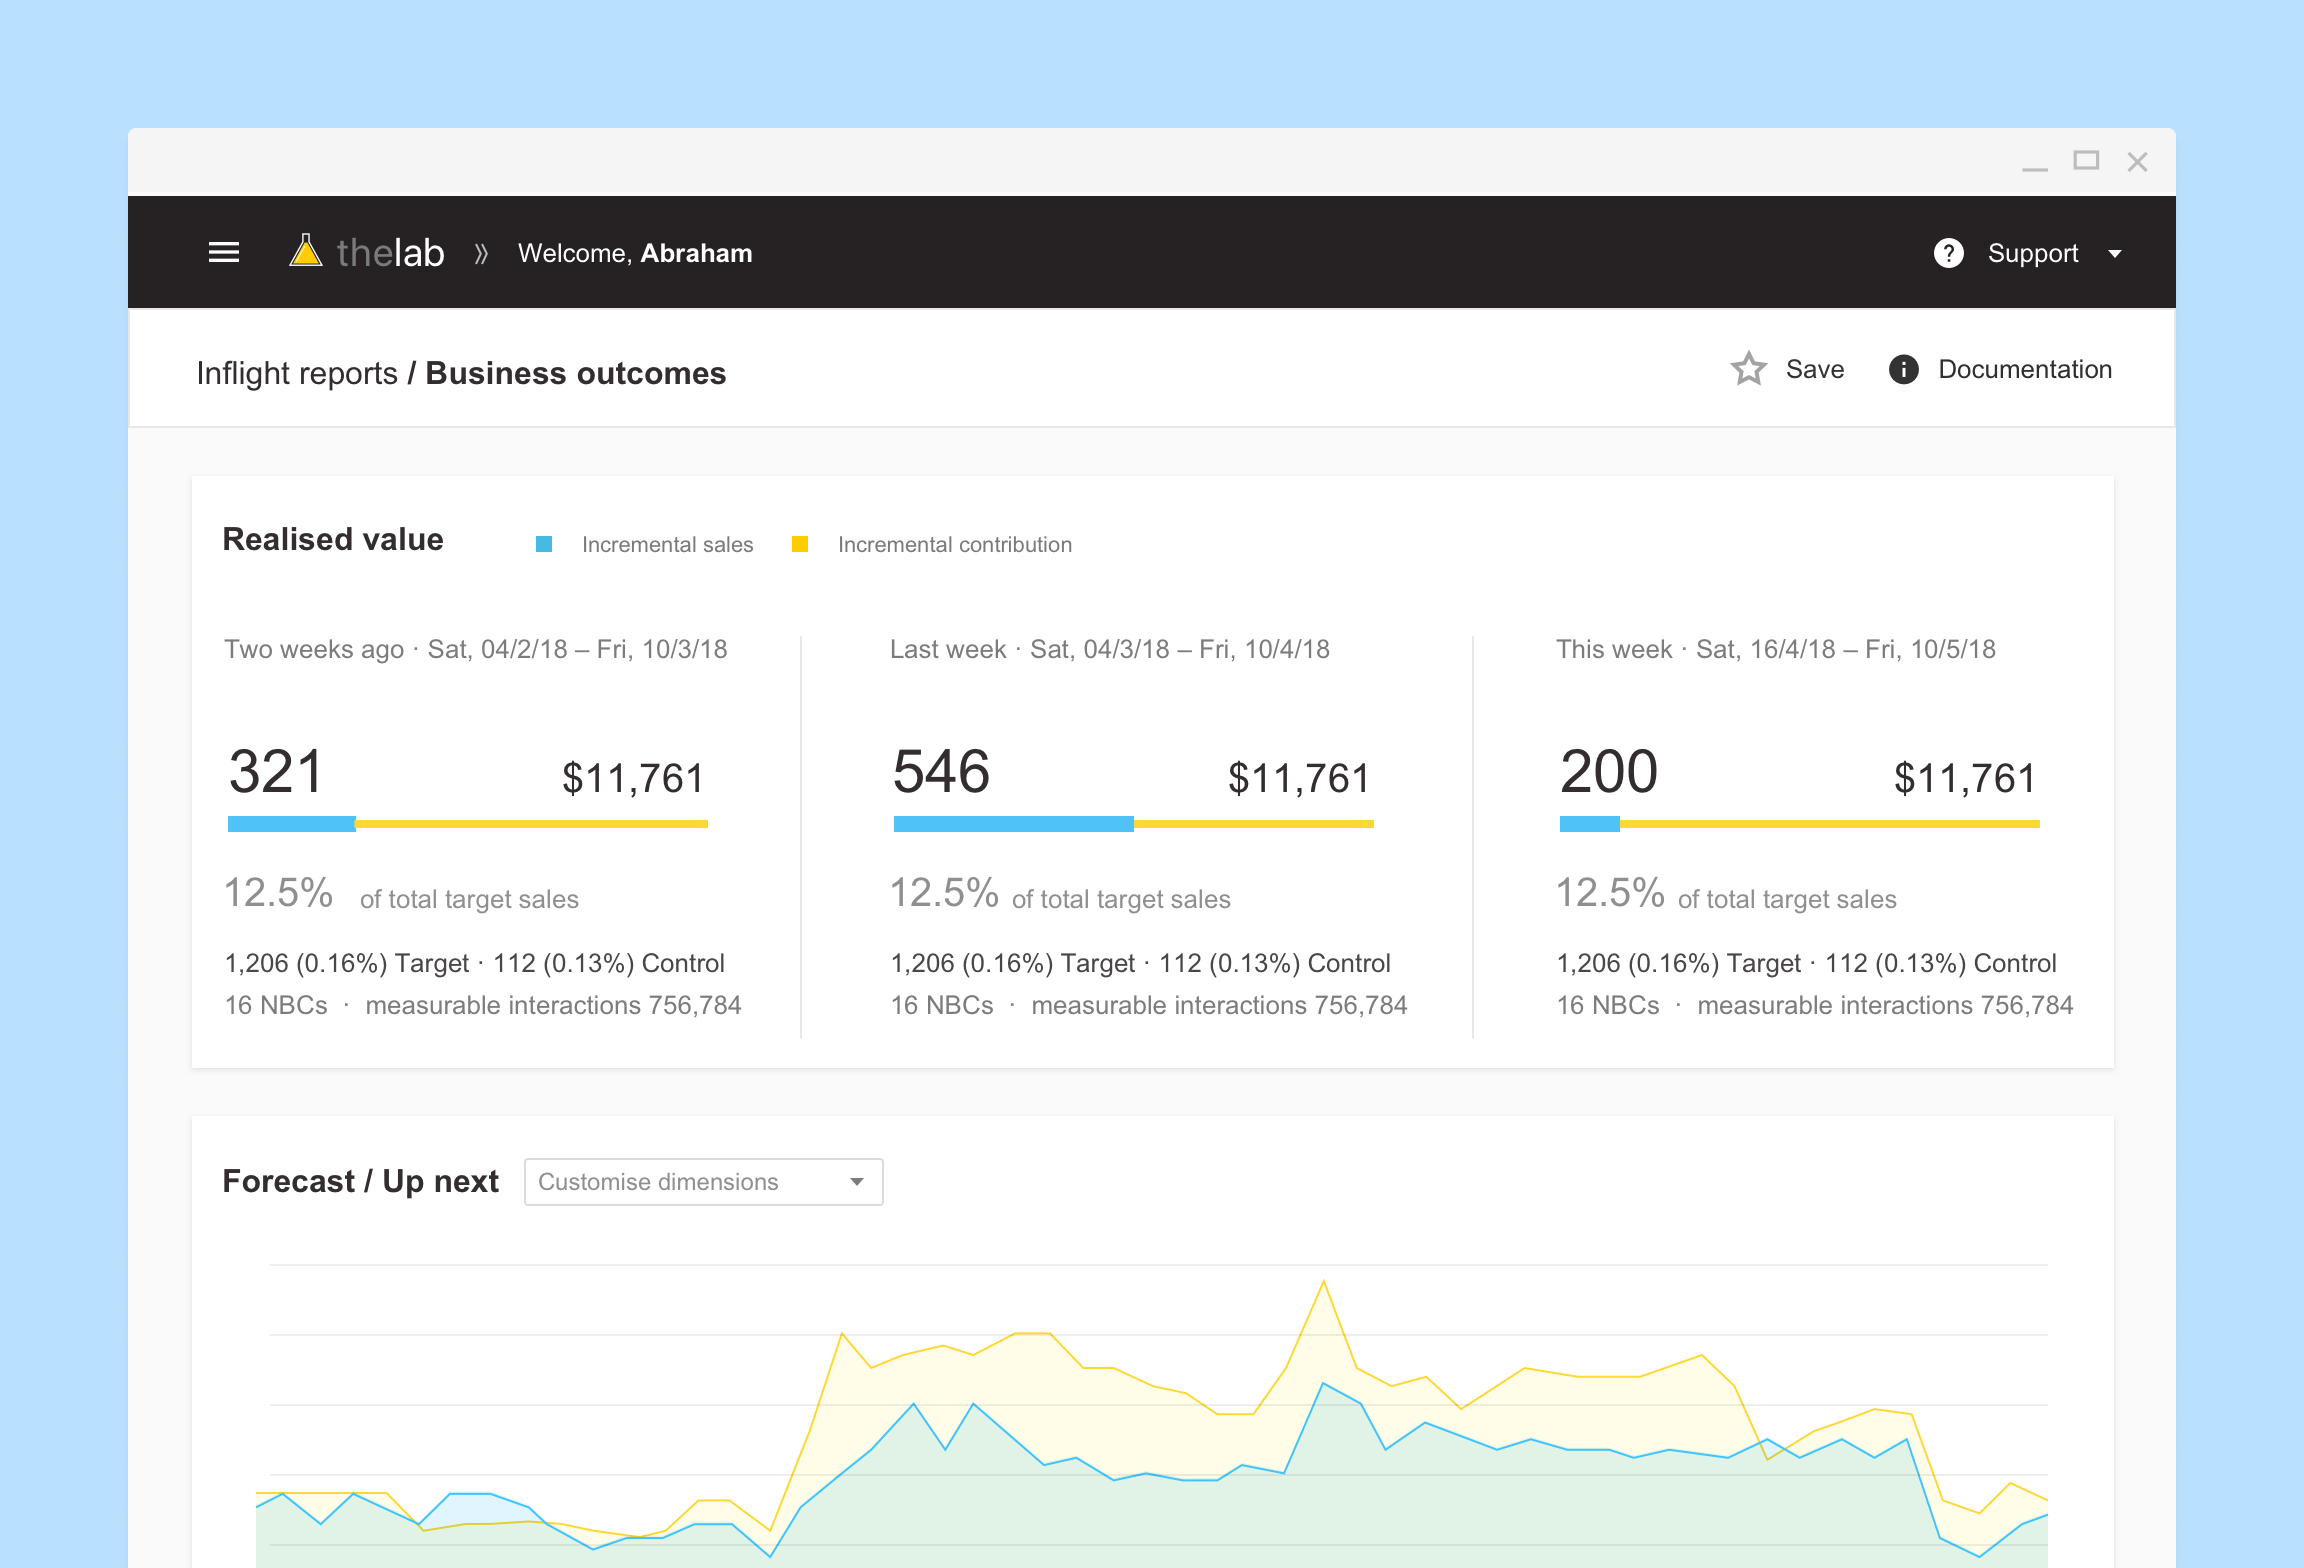 thelab » Welcome, Abraham
? Support
Inflight reports / Business outcomes
Save
i Documentation
Realised value
Incremental sales
Incremental contribution
Two weeks ago · Sat, 04/2/18 – Fri, 10/3/18
321
$11,761
12.5% of total target sales
1,206 (0.16%) Target · 112 (0.13%) Control
16 NBCs · measurable interactions 756,784
Last week · Sat, 04/3/18 – Fri, 10/4/18
546
$11,761
12.5% of total target sales
1,206 (0.16%) Target · 112 (0.13%) Control
16 NBCs · measurable interactions 756,784
This week · Sat, 16/4/18 – Fri, 10/5/18
200
$11,761
12.5% of total target sales
1,206 (0.16%) Target · 112 (0.13%) Control
16 NBCs · measurable interactions 756,784
Forecast / Up next
Customise dimensions